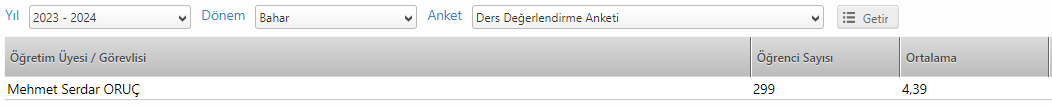 Yıl 2023 - 2024 Dönem Bahar Anket Ders Değerlendirme Anketi Getir
Öğretim Üyesi / Görevlisi Öğrenci Sayısı Ortalama
Mehmet Serdar ORUÇ 299 4,39